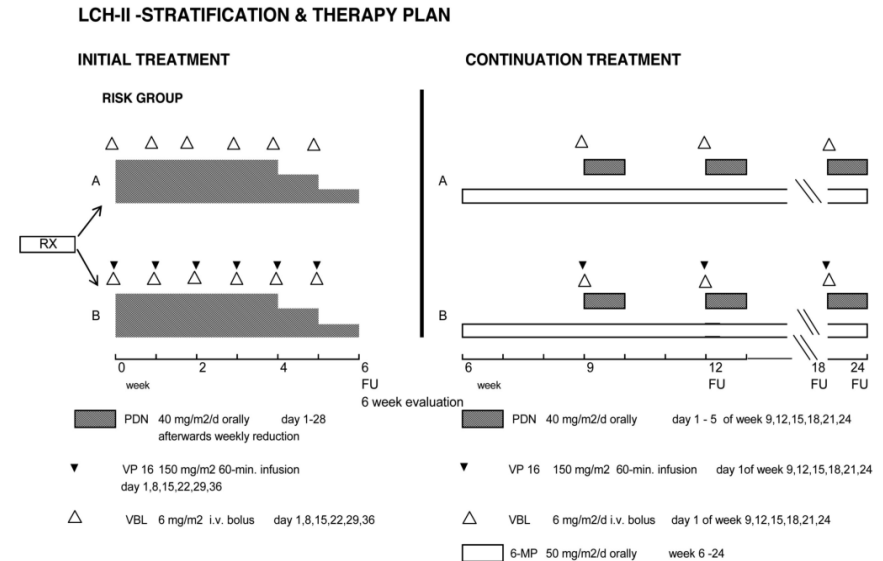 LCH-II -STRATIFICATION & THERAPY PLAN
INITIAL TREATMENT
CONTINUATION TREATMENT
RISK GROUP
A
A
RX
B
B
0 2 4 6
week
FU
6 week evaluation
6 9 12 18 24
week
FU FU FU
PDN 40 mg/m2/d orally day 1-28
afterwards weekly reduction
VP 16 150 mg/m2 60-min. infusion
day 1,8,15,22,29,36
VBL 6 mg/m2 i.v. bolus day 1,8,15,22,29,36
PDN 40 mg/m2/d orally day 1 - 5 of week 9,12,15,18,21,24
VP 16 150 mg/m2 60-min. infusion day 1of week 9,12,15,18,21,24
VBL 6 mg/m2/d i.v. bolus day 1 of week 9,12,15,18,21,24
6-MP 50 mg/m2/d orally week 6 -24